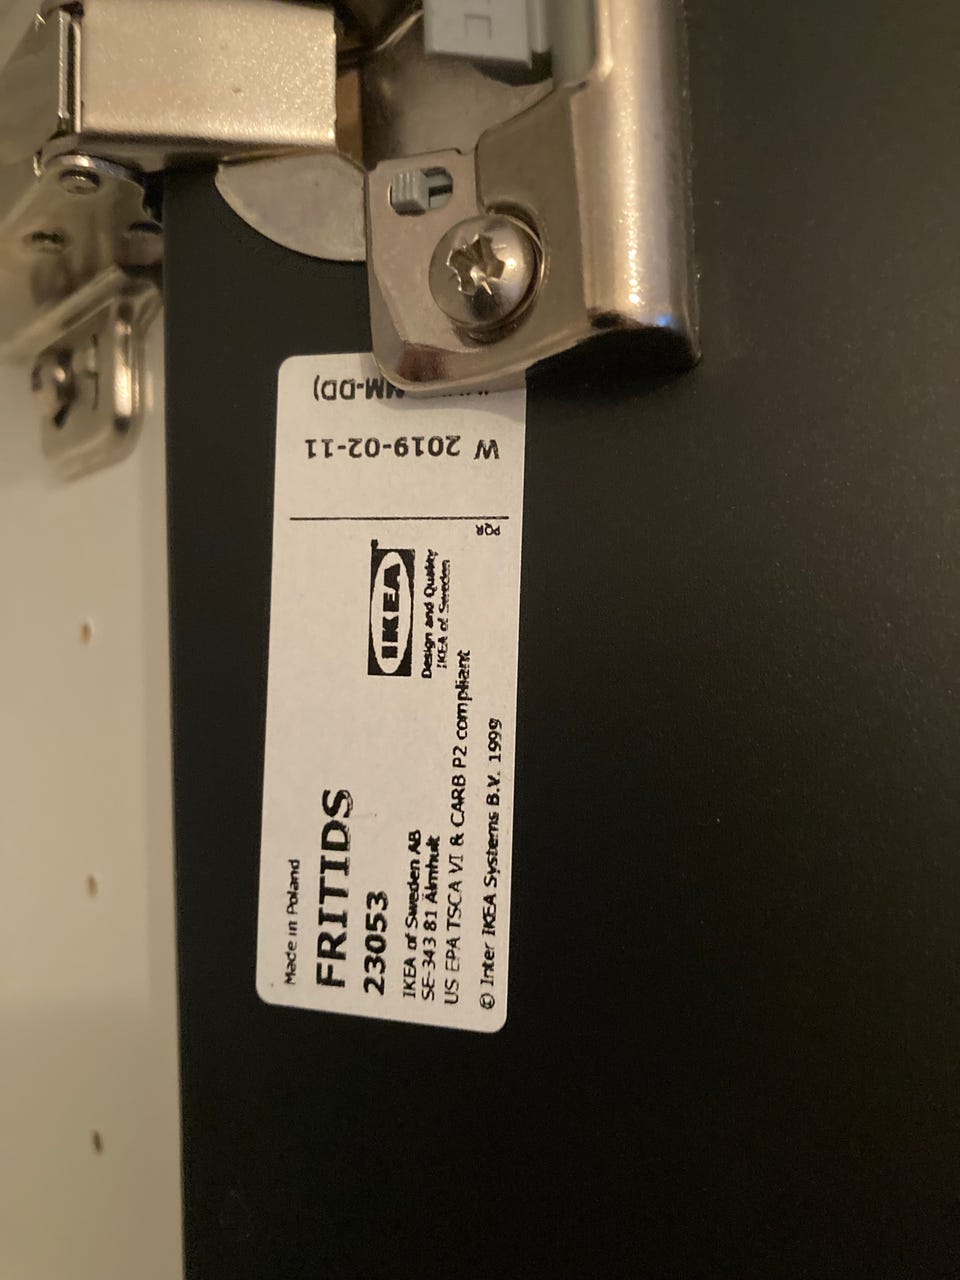 Made in Poland
FRITIDS
23053
IKEA of Sweden AB
SE-343 81 Älmhult
US EPA TSCA VI & CARB P2 compliant
© Inter IKEA Systems B.V. 1999
IKEA
Design and Quality
IKEA of Sweden
PQR
W 2019-02-11
MM-DD)